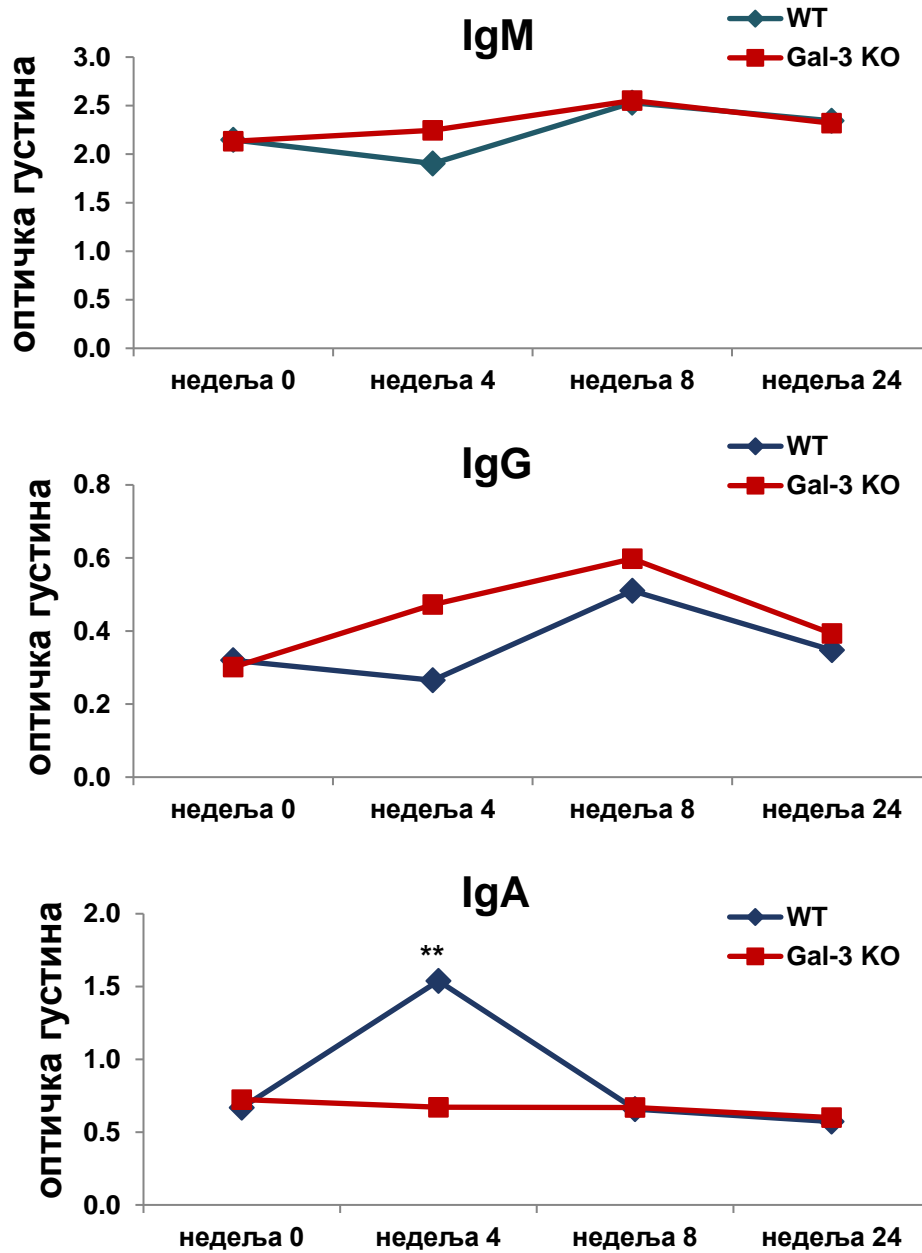 IgM
WT
Gal-3 KO
оптичка густина
3.0
2.5
2.0
1.5
1.0
0.5
0.0
недеља 0 недеља 4 недеља 8 недеља 24
IgG
WT
Gal-3 KO
оптичка густина
0.8
0.6
0.4
0.2
0.0
недеља 0 недеља 4 недеља 8 недеља 24
IgA
WT
Gal-3 KO
оптичка густина
2.0
**
1.5
1.0
0.5
0.0
недеља 0 недеља 4 недеља 8 недеља 24